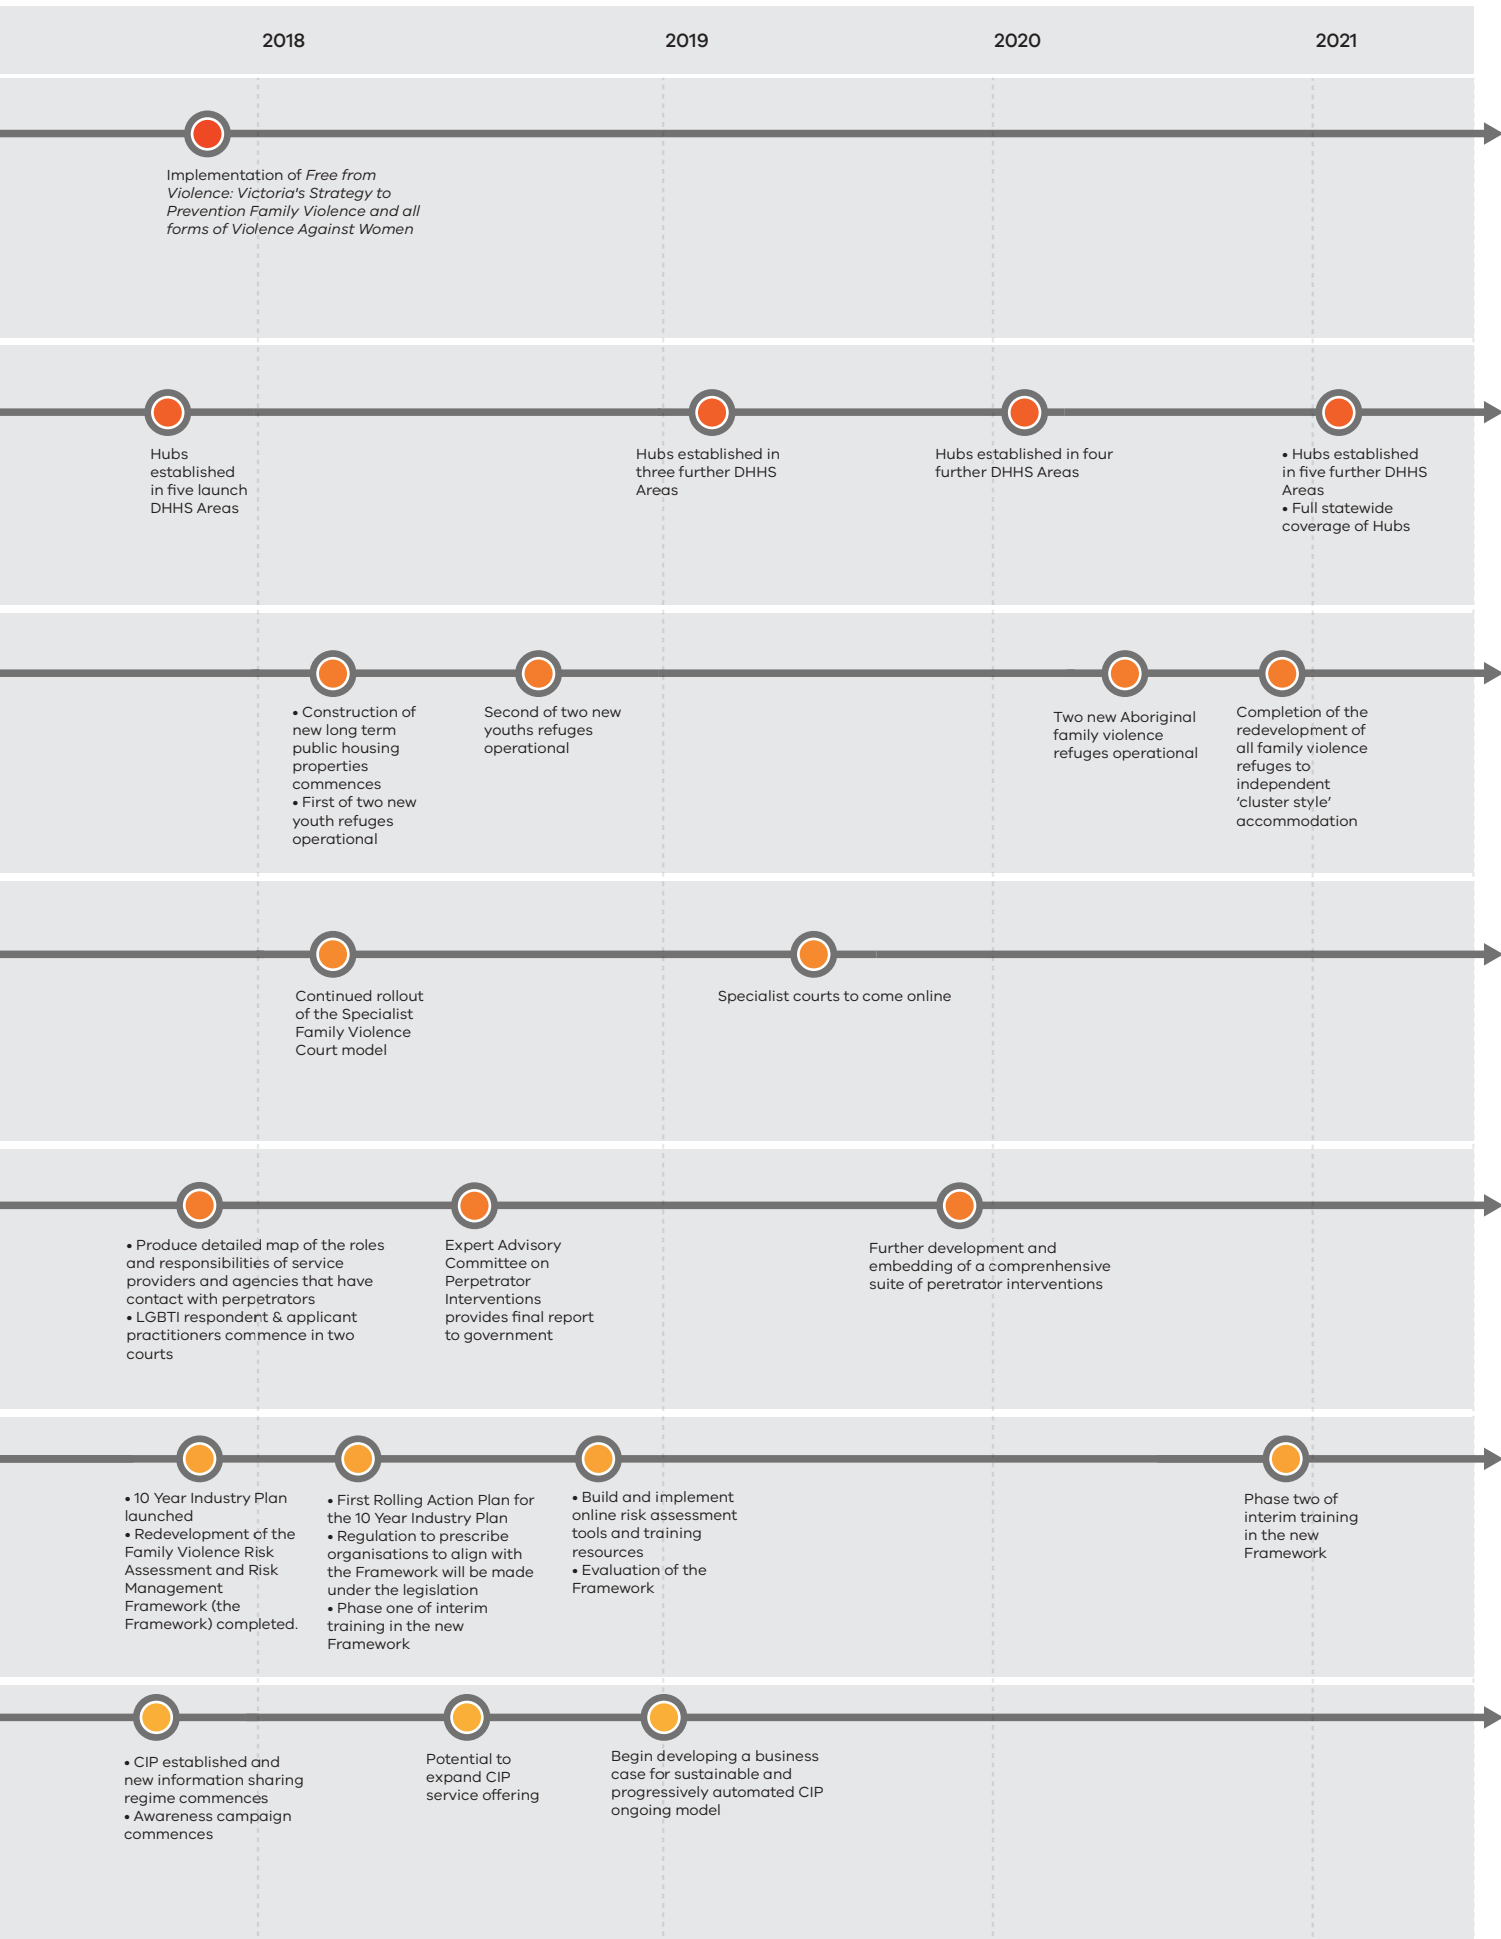 2018
2019
2020
2021
Implementation of Free from
Violence: Victoria's Strategy to
Prevention Family Violence and all
forms of Violence Against Women
Hubs
established
in five launch
DHHS Areas
Hubs established in
three further DHHS
Areas
Hubs established in four
further DHHS Areas
• Hubs established
in five further DHHS
Areas
• Full statewide
coverage of Hubs
• Construction of
new long term
public housing
properties
commences
• First of two new
youth refuges
operational
Second of two new
youths refuges
operational
Two new Aboriginal
family violence
refuges operational
Completion of the
redevelopment of
all family violence
refuges to
independent
‘cluster style’
accommodation
Continued rollout
of the Specialist
Family Violence
Court model
Specialist courts to come online
• Produce detailed map of the roles
and responsibilities of service
providers and agencies that have
contact with perpetrators
• LGBTI respondent & applicant
practitioners commence in two
courts
Expert Advisory
Committee on
Perpetrator
Interventions
provides final report
to government
Further development and
embedding of a comprenhensive
suite of peretrator interventions
• 10 Year Industry Plan
launched
• Redevelopment of the
Family Violence Risk
Assessment and Risk
Management
Framework (the
Framework) completed.
• First Rolling Action Plan for
the 10 Year Industry Plan
• Regulation to prescribe
organisations to align with
the Framework will be made
under the legislation
• Phase one of interim
training in the new
Framework
• Build and implement
online risk assessment
tools and training
resources
• Evaluation of the
Framework
Phase two of
interim training
in the new
Framework
• CIP established and
new information sharing
regime commences
• Awareness campaign
commences
Potential to
expand CIP
service offering
Begin developing a business
case for sustainable and
progressively automated CIP
ongoing model